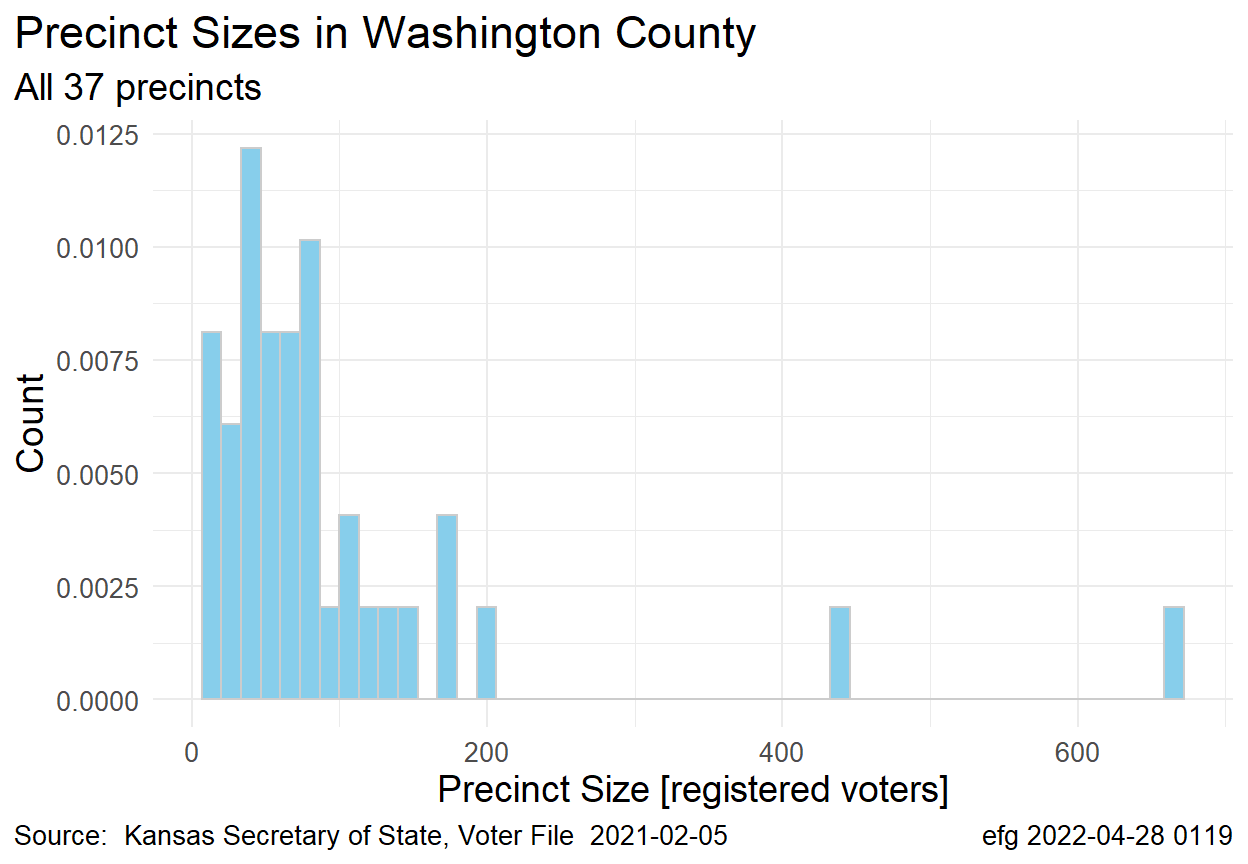 Precinct Sizes in Washington County
All 37 precincts
0.0125
0.0100
0.0075
0.0050
0.0025
0.0000
Count
0 200 400 600
Precinct Size [registered voters]
Source:  Kansas Secretary of State, Voter File  2021-02-05
efg 2022-04-28 0119